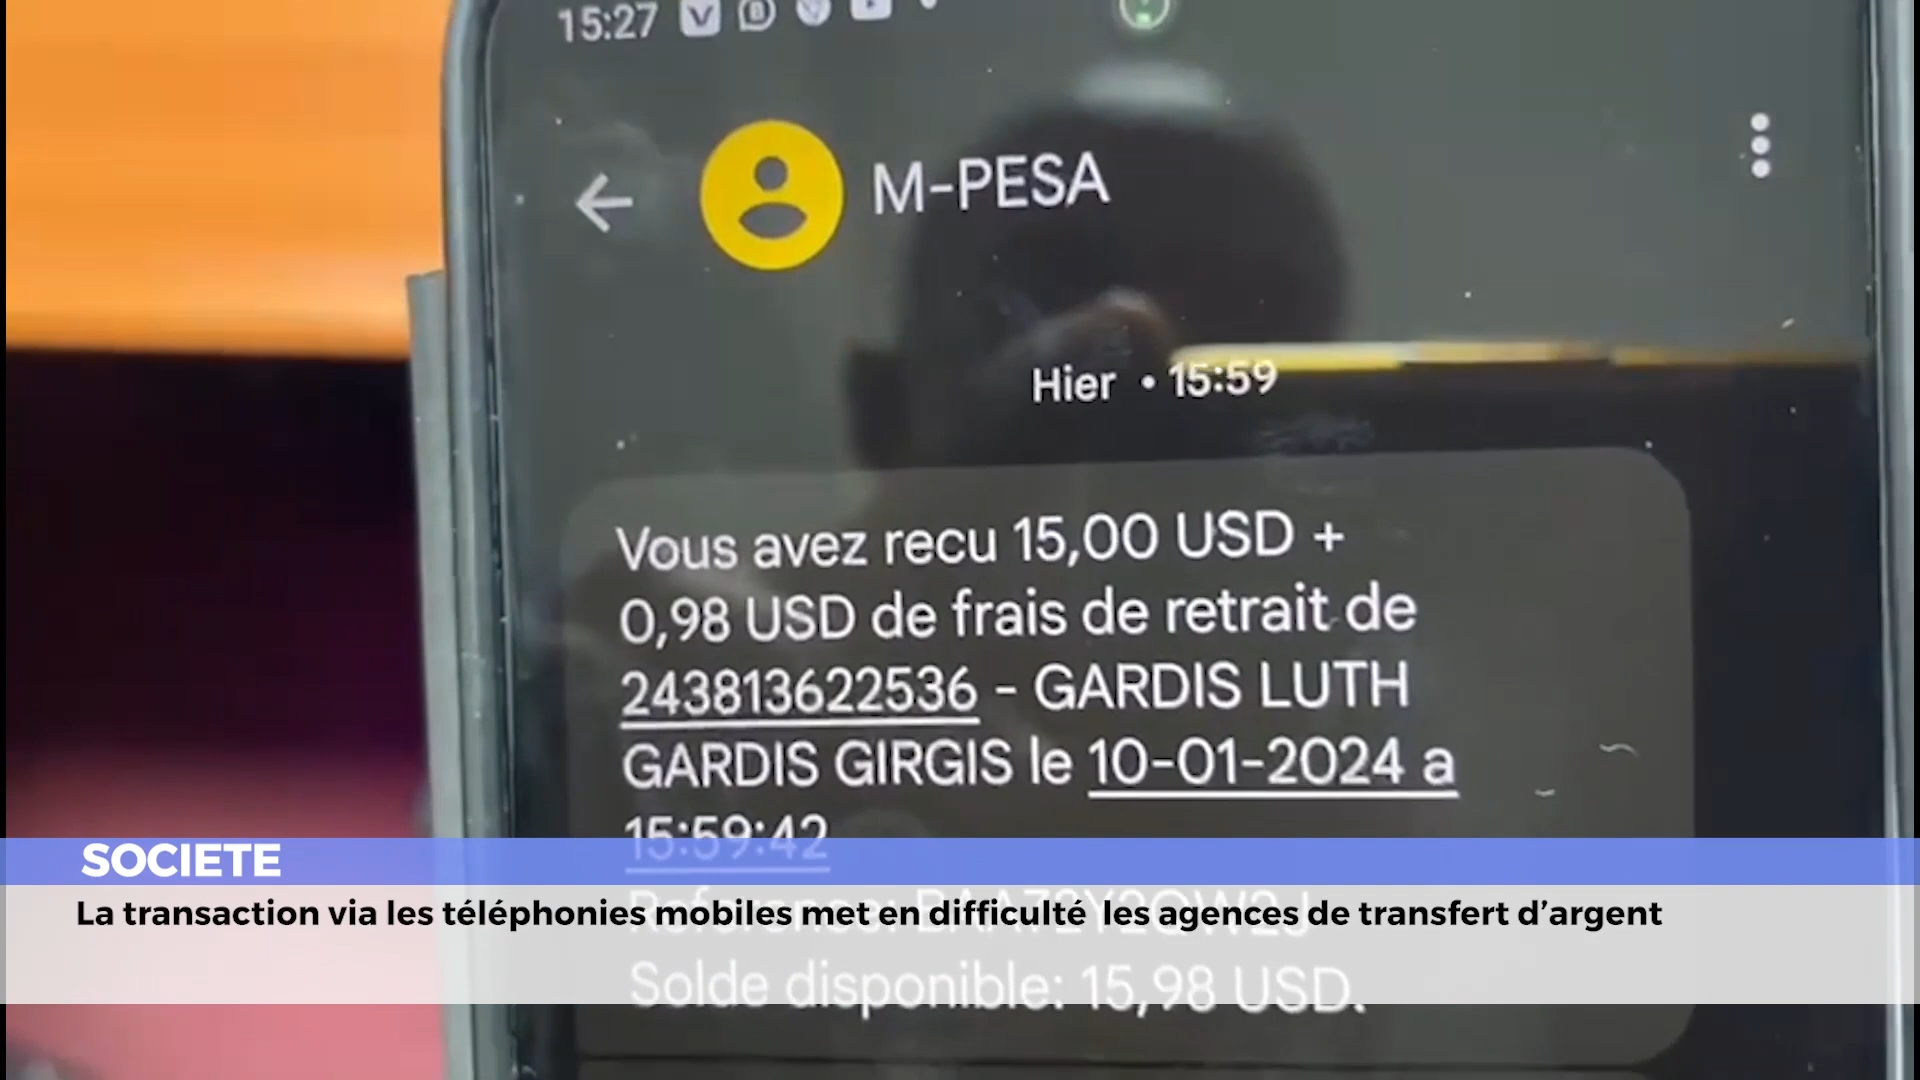 15:27
M-PESA
Hier • 15:59
Vous avez recu 15,00 USD +
0,98 USD de frais de retrait de
243813622536 - GARDIS LUTH
GARDIS GIRGIS le 10-01-2024 a
15:59:42
SOCIETE
La transaction via les téléphonies mobiles met en difficulté les agences de transfert d’argent
Solde disponible: 15,98 USD.